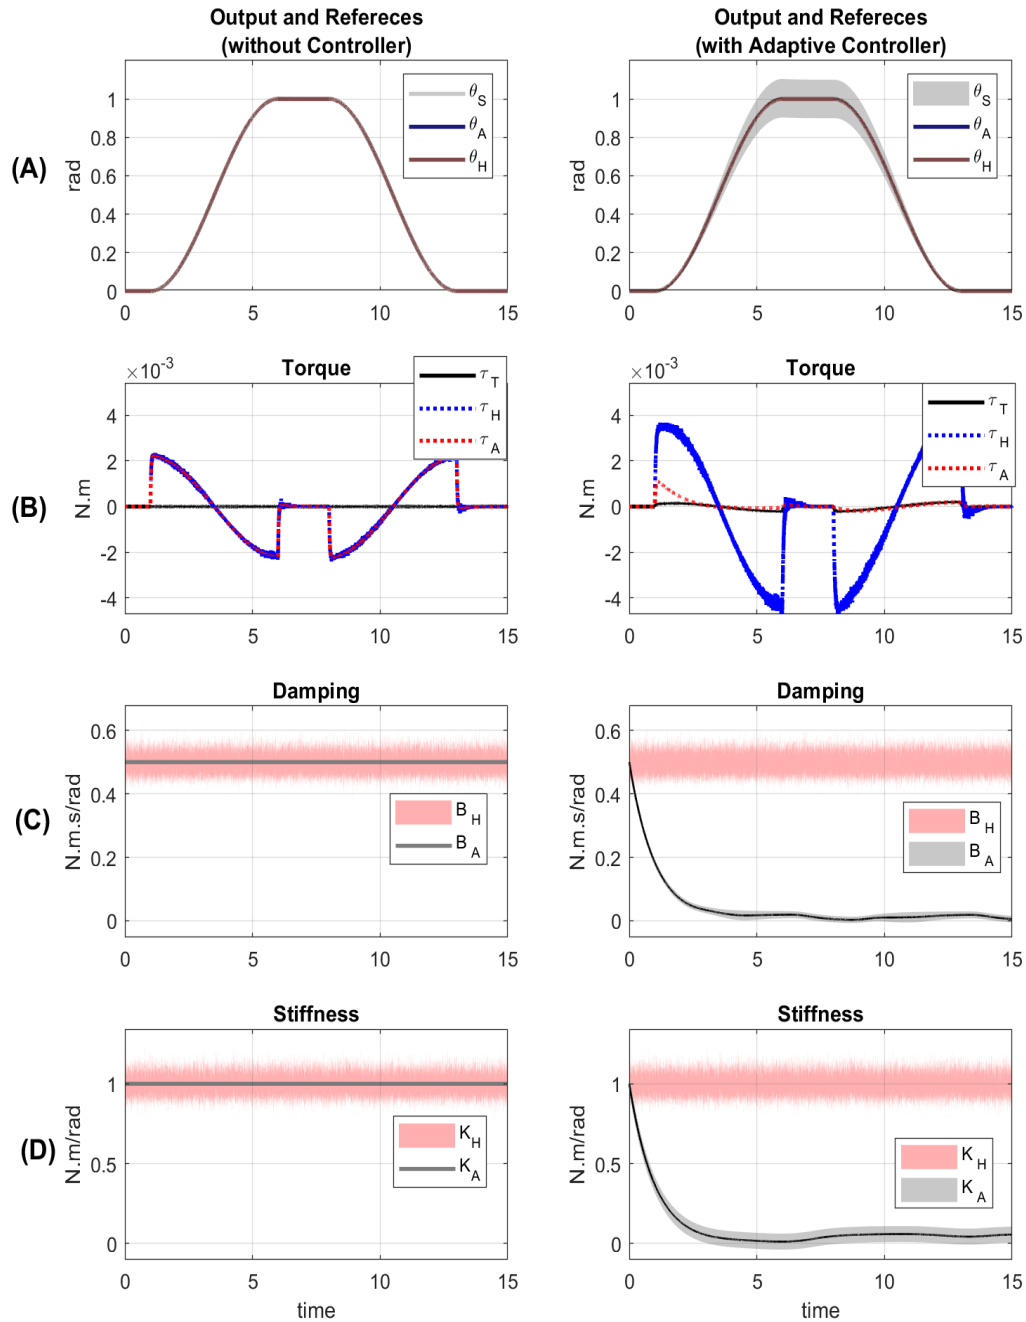 Output and Refereces
(without Controller)
Output and Refereces
(with Adaptive Controller)
(A)
rad
1
0.8
0.6
0.4
0.2
0
0 5 10 15
θS
θA
θH
rad
1
0.8
0.6
0.4
0.2
0
0 5 10 15
θS
θA
θH
(B)
×10-3
Torque
N.m
4
2
0
-2
-4
0 5 10 15
τT
τH
τA
×10-3
Torque
N.m
4
2
0
-2
-4
0 5 10 15
τT
τH
τA
(C)
Damping
N.m.s/rad
0.6
0.4
0.2
0
0 5 10 15
BH
BA
Damping
N.m.s/rad
0.6
0.4
0.2
0
0 5 10 15
BH
BA
(D)
Stiffness
N.m/rad
1
0.5
0
0 5 10 15
time
KH
KA
Stiffness
N.m/rad
1
0.5
0
0 5 10 15
time
KH
KA